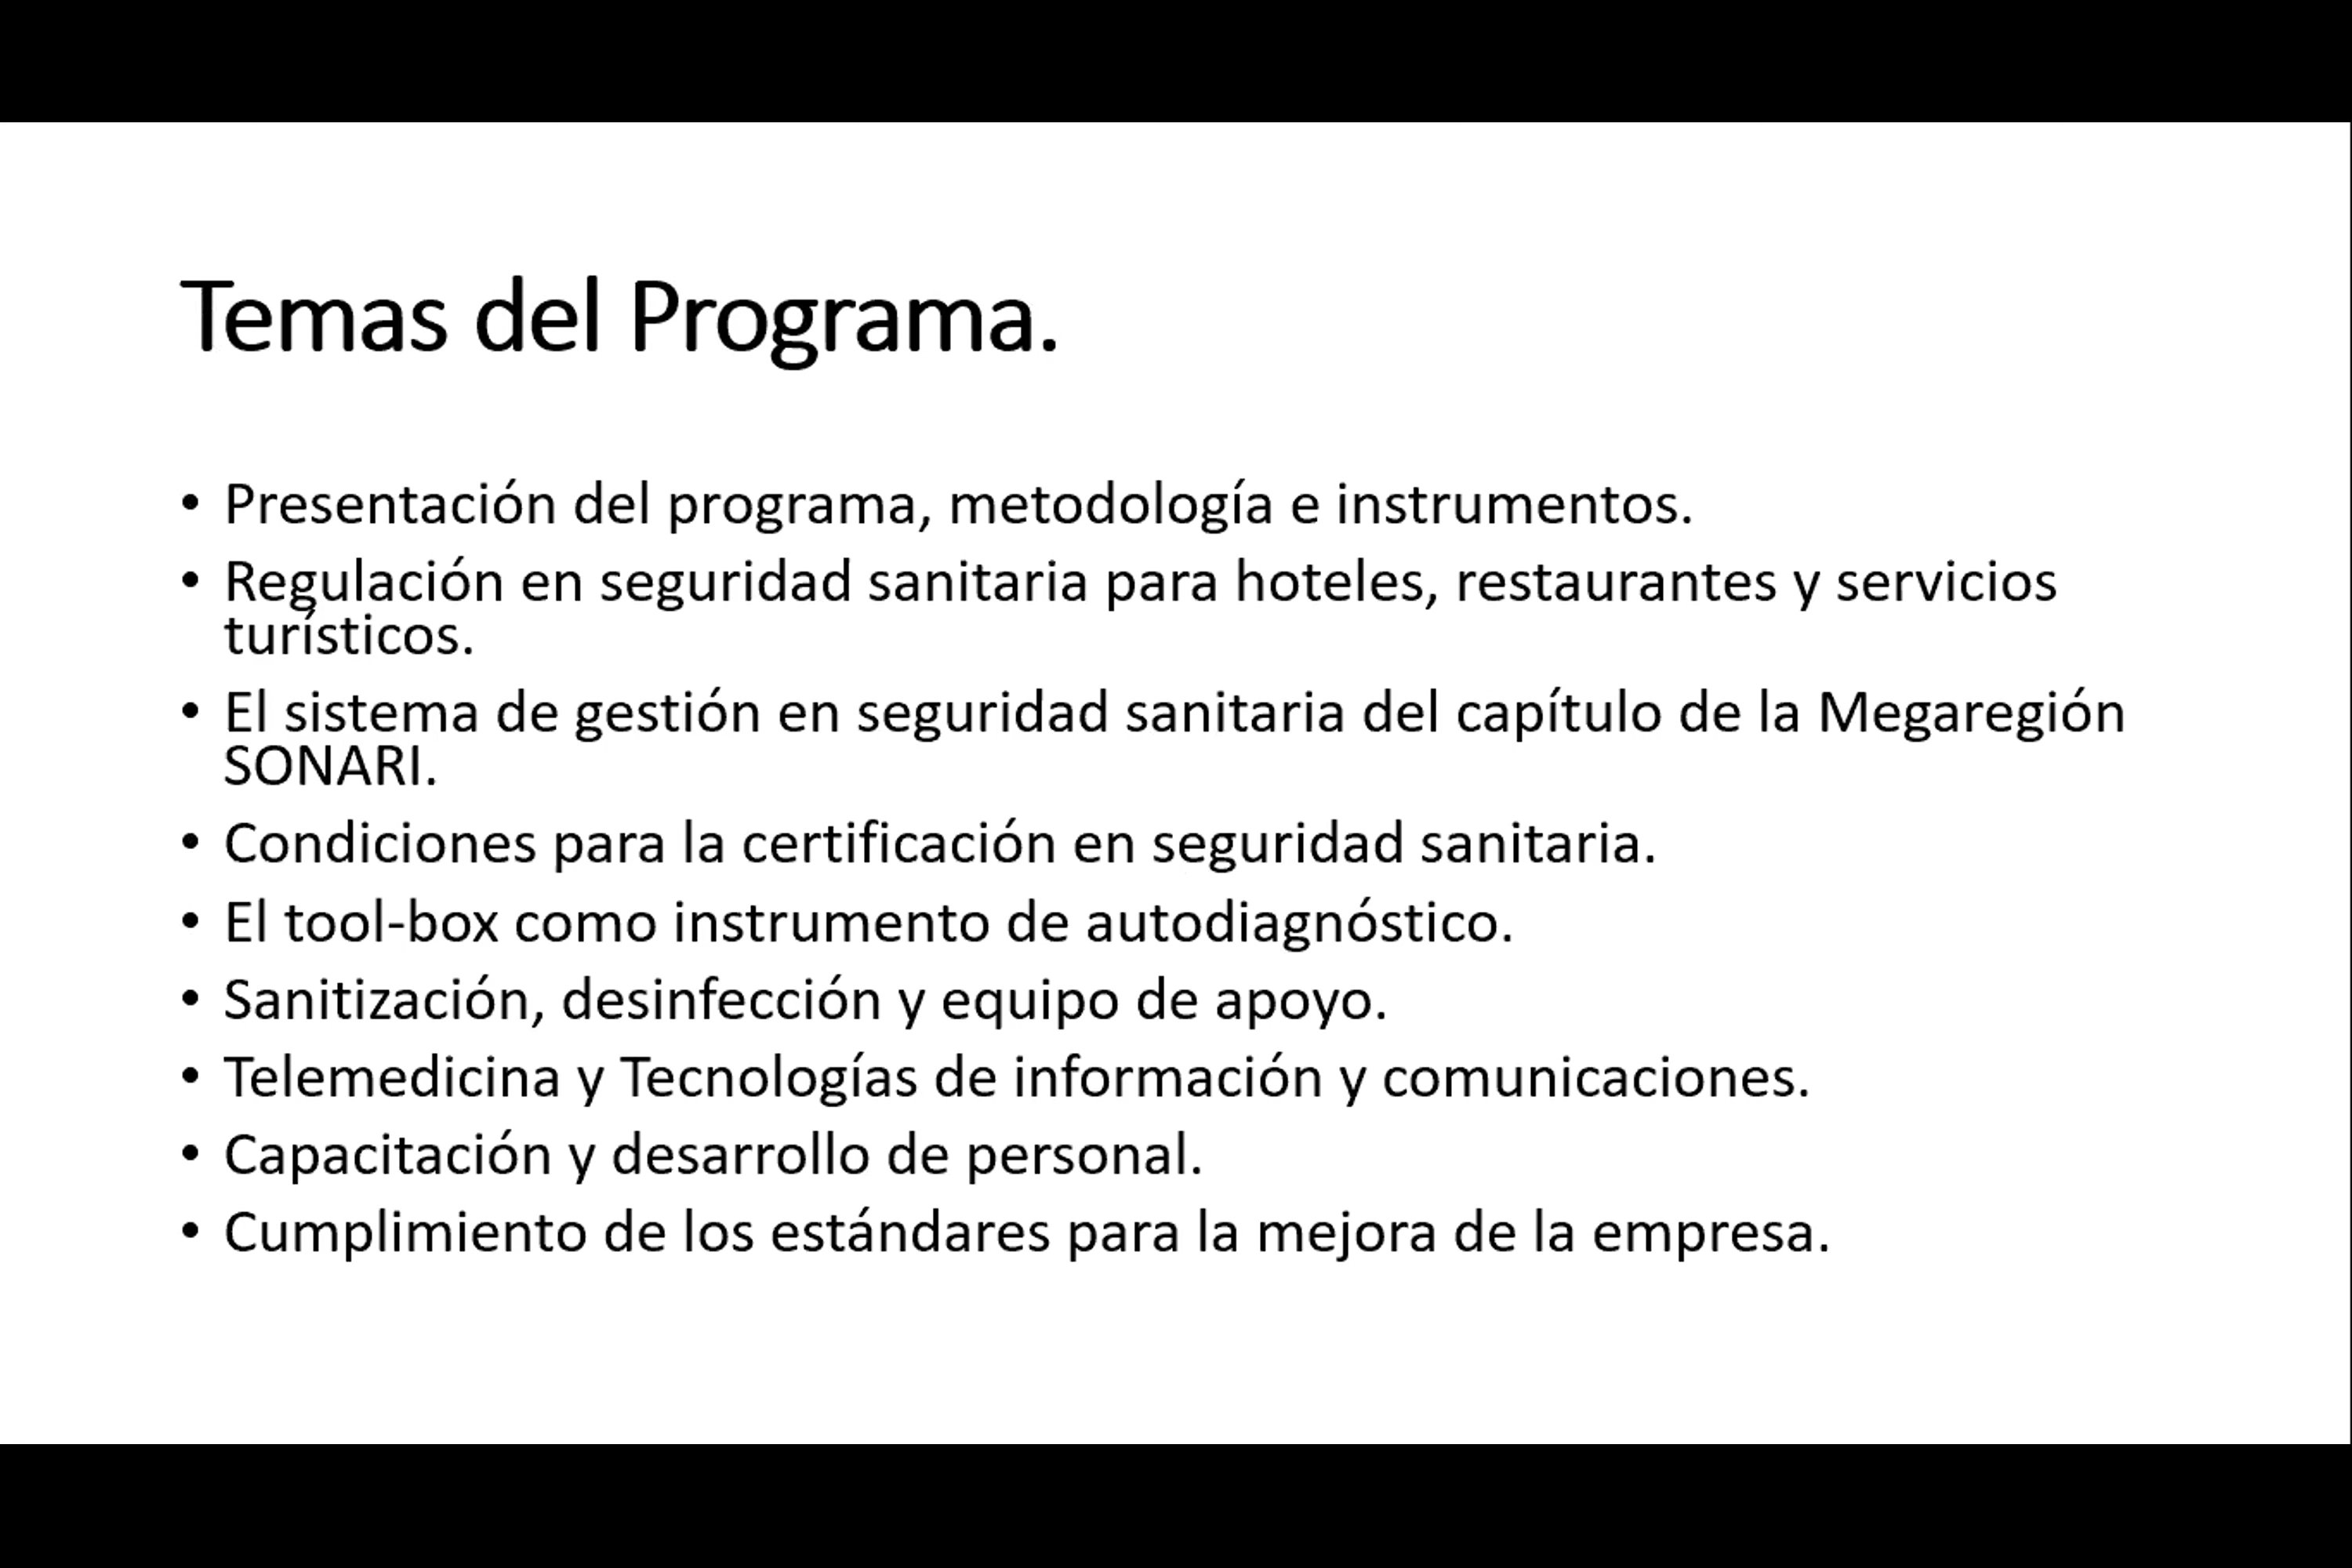 Temas del Programa.
• Presentación del programa, metodología e instrumentos.
• Regulación en seguridad sanitaria para hoteles, restaurantes y servicios
turísticos.
• El sistema de gestión en seguridad sanitaria del capítulo de la Megaregión
SONARI.
• Condiciones para la certificación en seguridad sanitaria.
• El tool-box como instrumento de autodiagnóstico.
• Sanitización, desinfección y equipo de apoyo.
• Telemedicina y Tecnologías de información y comunicaciones.
• Capacitación y desarrollo de personal.
• Cumplimiento de los estándares para la mejora de la empresa.